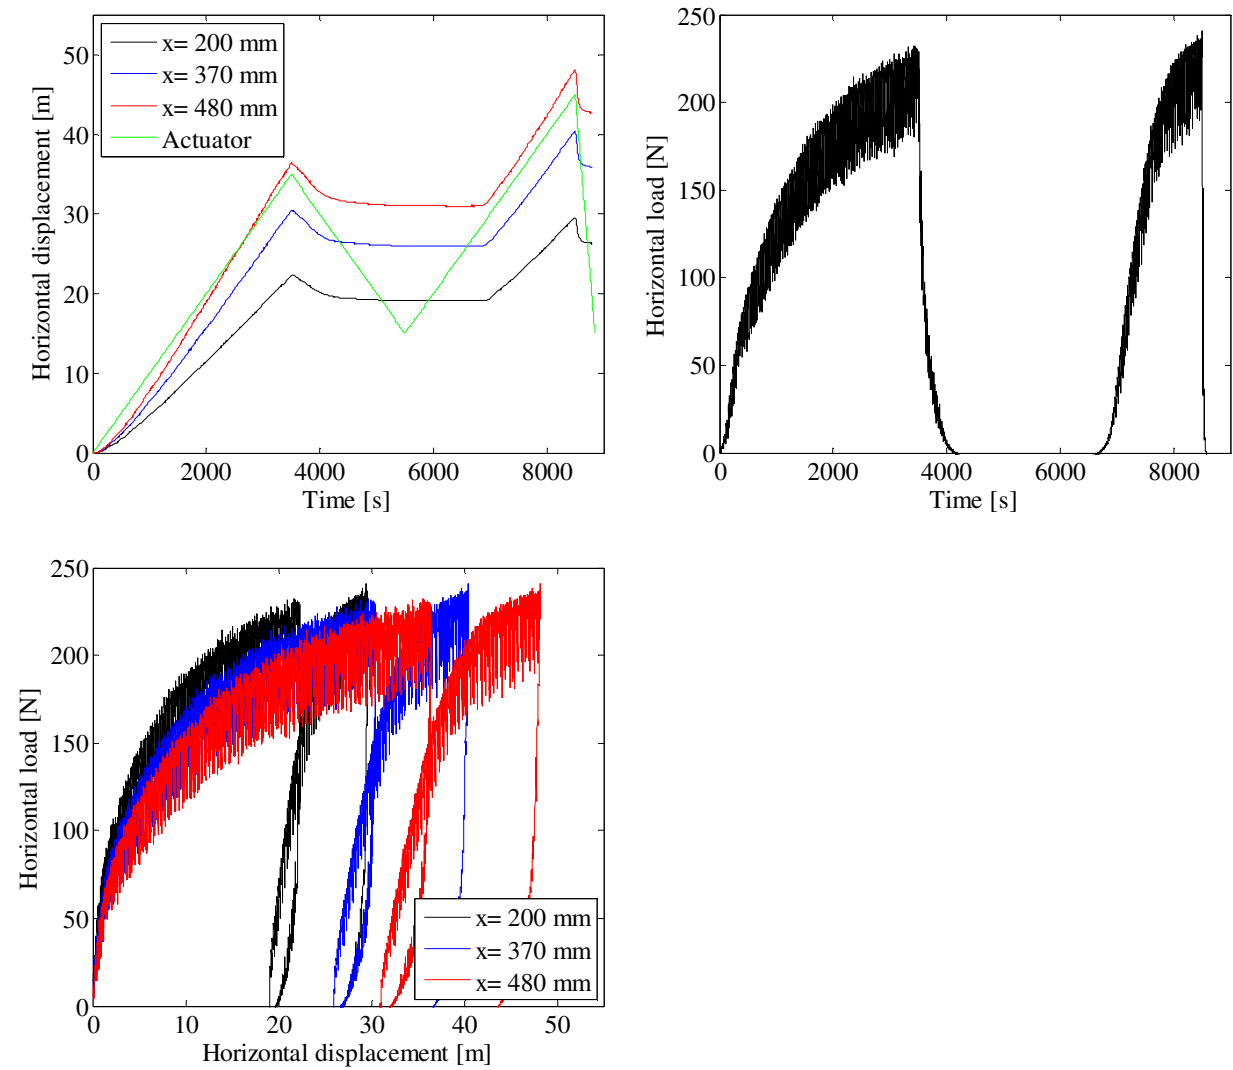 50
40
30
20
10
0
Horizontal displacement [m]
x= 200 mm
x= 370 mm
x= 480 mm
Actuator
0 2000 4000 6000 8000
Time [s]
250
200
150
100
50
0
Horizontal load [N]
0 2000 4000 6000 8000
Time [s]
250
200
150
100
50
0
Horizontal load [N]
x= 200 mm
x= 370 mm
x= 480 mm
0 10 20 30 40 50
Horizontal displacement [m]